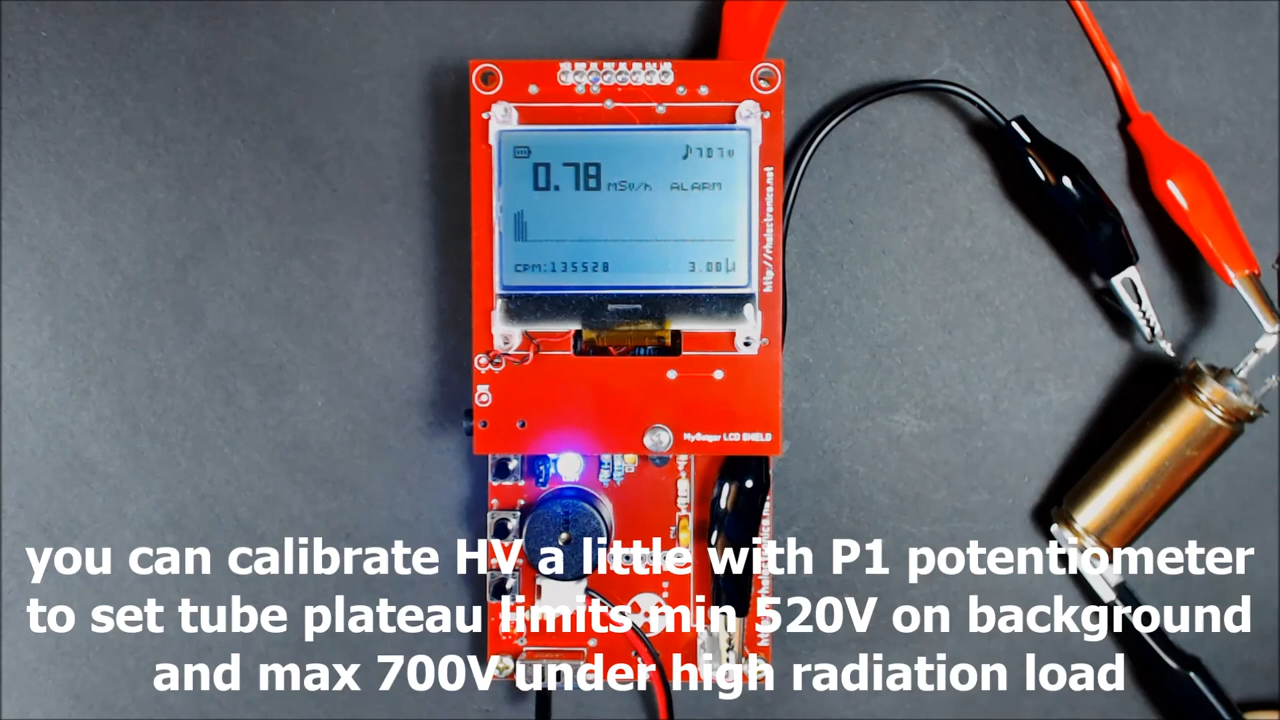 707v
0.78 mSv/h ALARM
CPM:135528 3.00
http://rhelectronics.net
MyGeiger LCD SHIELD
you can calibrate HV a little with P1 potentiometer
to set tube plateau limits min 520V on background
and max 700V under high radiation load